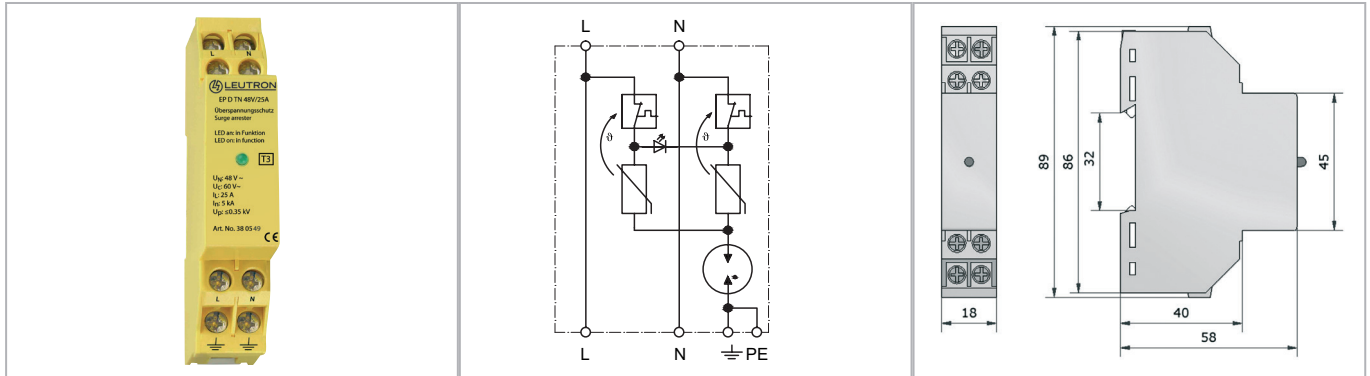 L N
LEUTRON
EP D TN 48V/25A
Überspannungsschutz
Surge arrester
LED an: in Funktion
LED on: in function
T3
UN: 48 V ~
UC: 60 V~
IL: 25 A
In: 5 kA
UP: ≤0.35 kV
Art. No. 38 05 49
CE
L N
L N
ϑ ϑ
L N PE
89
86
32
45
18
40
58